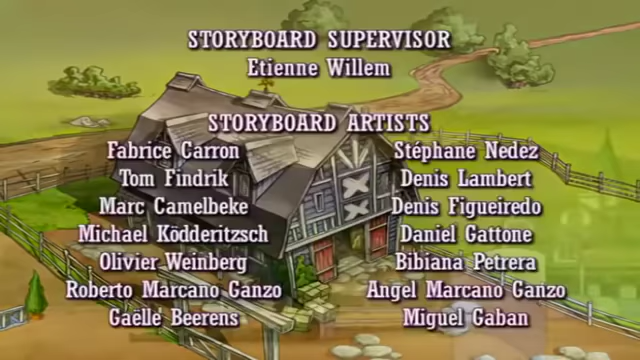 STORYBOARD SUPERVISOR
Etienne Willem
STORYBOARD ARTISTS
Fabrice Carron
Stéphane Nedez
Tom Findrik
Denis Lambert
Marc Camelbeke
Denis Figueiredo
Michael Ködderitzsch
Daniel Gattone
Olivier Weinberg
Bibiana Petrera
Roberto Marcano Ganzo
Angel Marcano Ganzo
Gaëlle Beerens
Miguel Gaban